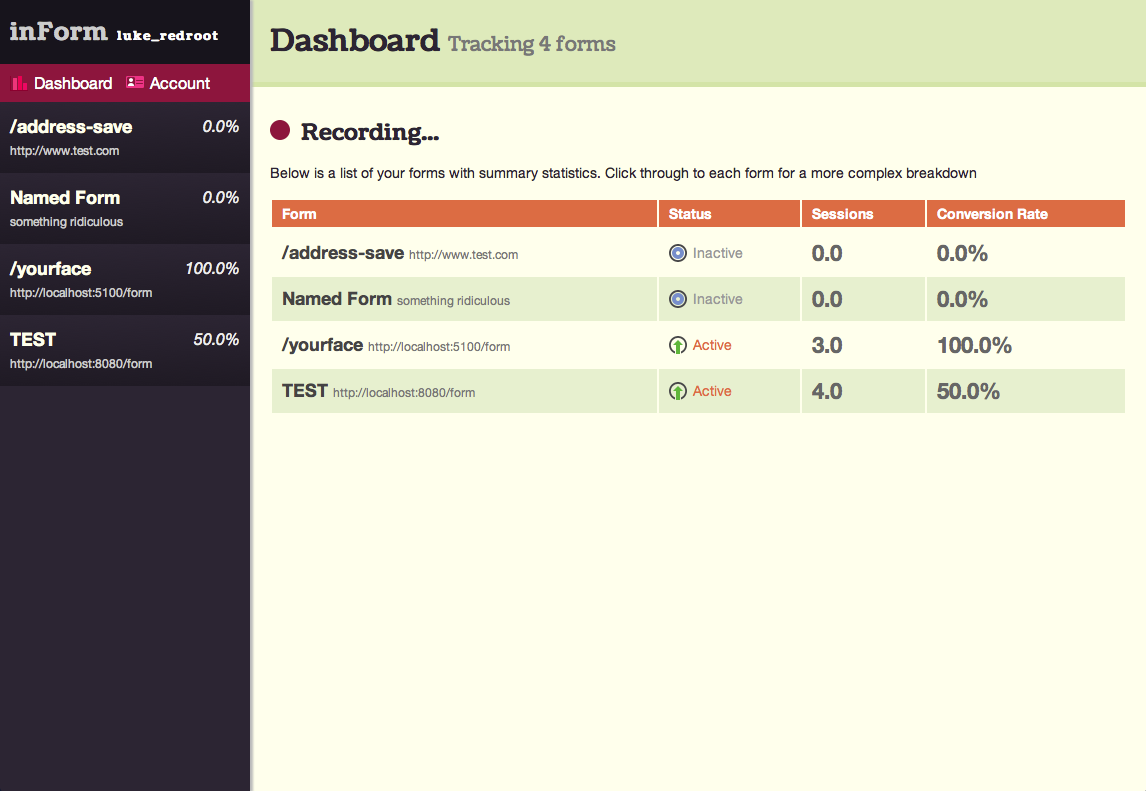 inForm luke_redroot
Dashboard Account
/address-save 0.0%
http://www.test.com
Named Form 0.0%
something ridiculous
/yourface 100.0%
http://localhost:5100/form
TEST 50.0%
http://localhost:8080/form
Dashboard Tracking 4 forms
Recording...
Below is a list of your forms with summary statistics. Click through to each form for a more complex breakdown
Form Status Sessions Conversion Rate
/address-save http://www.test.com Inactive 0.0 0.0%
Named Form something ridiculous Inactive 0.0 0.0%
/yourface http://localhost:5100/form Active 3.0 100.0%
TEST http://localhost:8080/form Active 4.0 50.0%